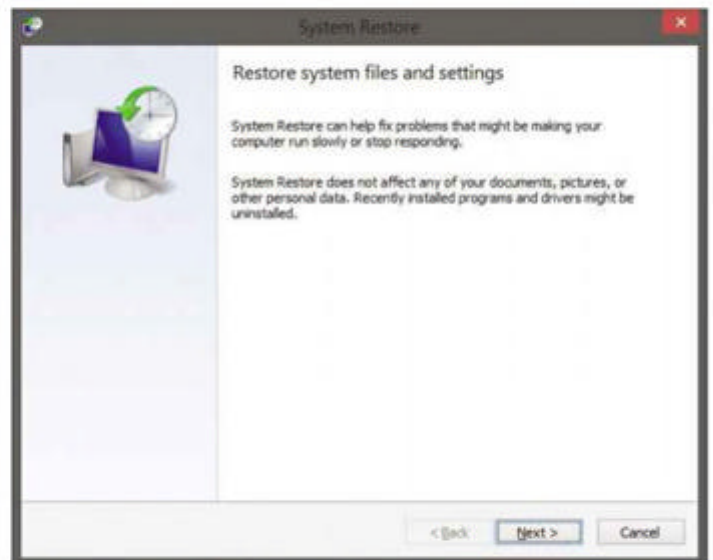 System Restore
Restore system files and settings
System Restore can help fix problems that might be making your
computer run slowly or stop responding.
System Restore does not affect any of your documents, pictures, or
other personal data. Recently installed programs and drivers might be
uninstalled.
< Back
Next >
Cancel